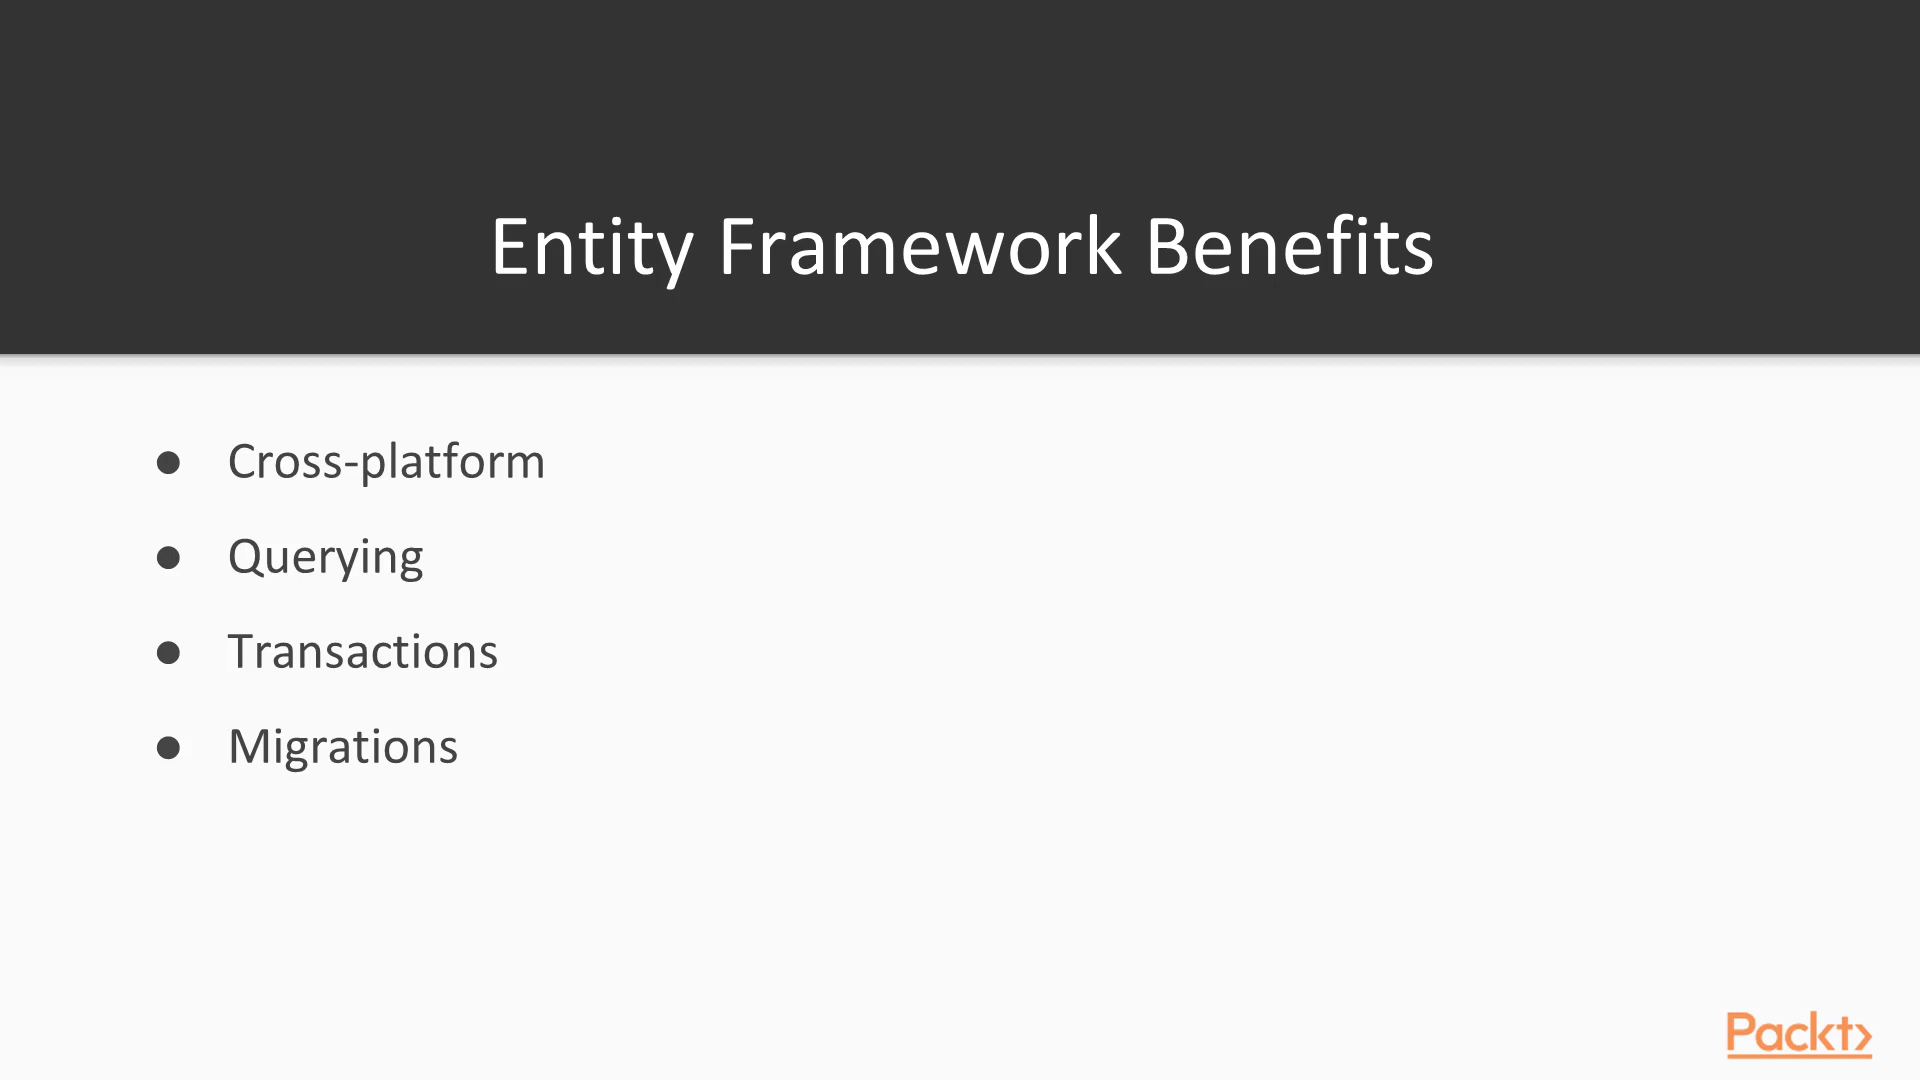 Entity Framework Benefits
● Cross-platform
● Querying
● Transactions
● Migrations
Packt>